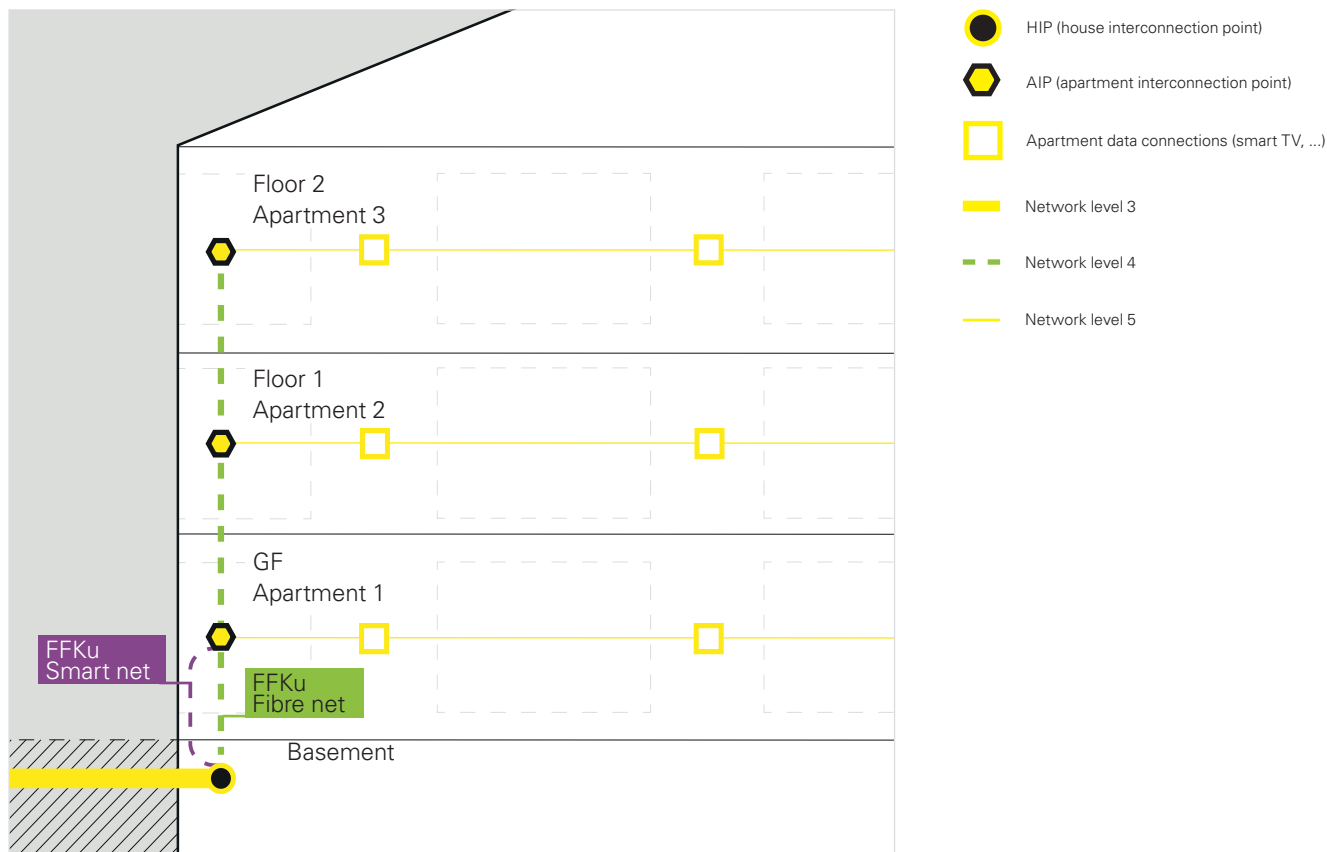 Floor 2
Apartment 3
Floor 1
Apartment 2
GF
Apartment 1
FFKu
Smart net
FFKu
Fibre net
Basement
HIP (house interconnection point)
AIP (apartment interconnection point)
Apartment data connections (smart TV, ...)
Network level 3
Network level 4
Network level 5